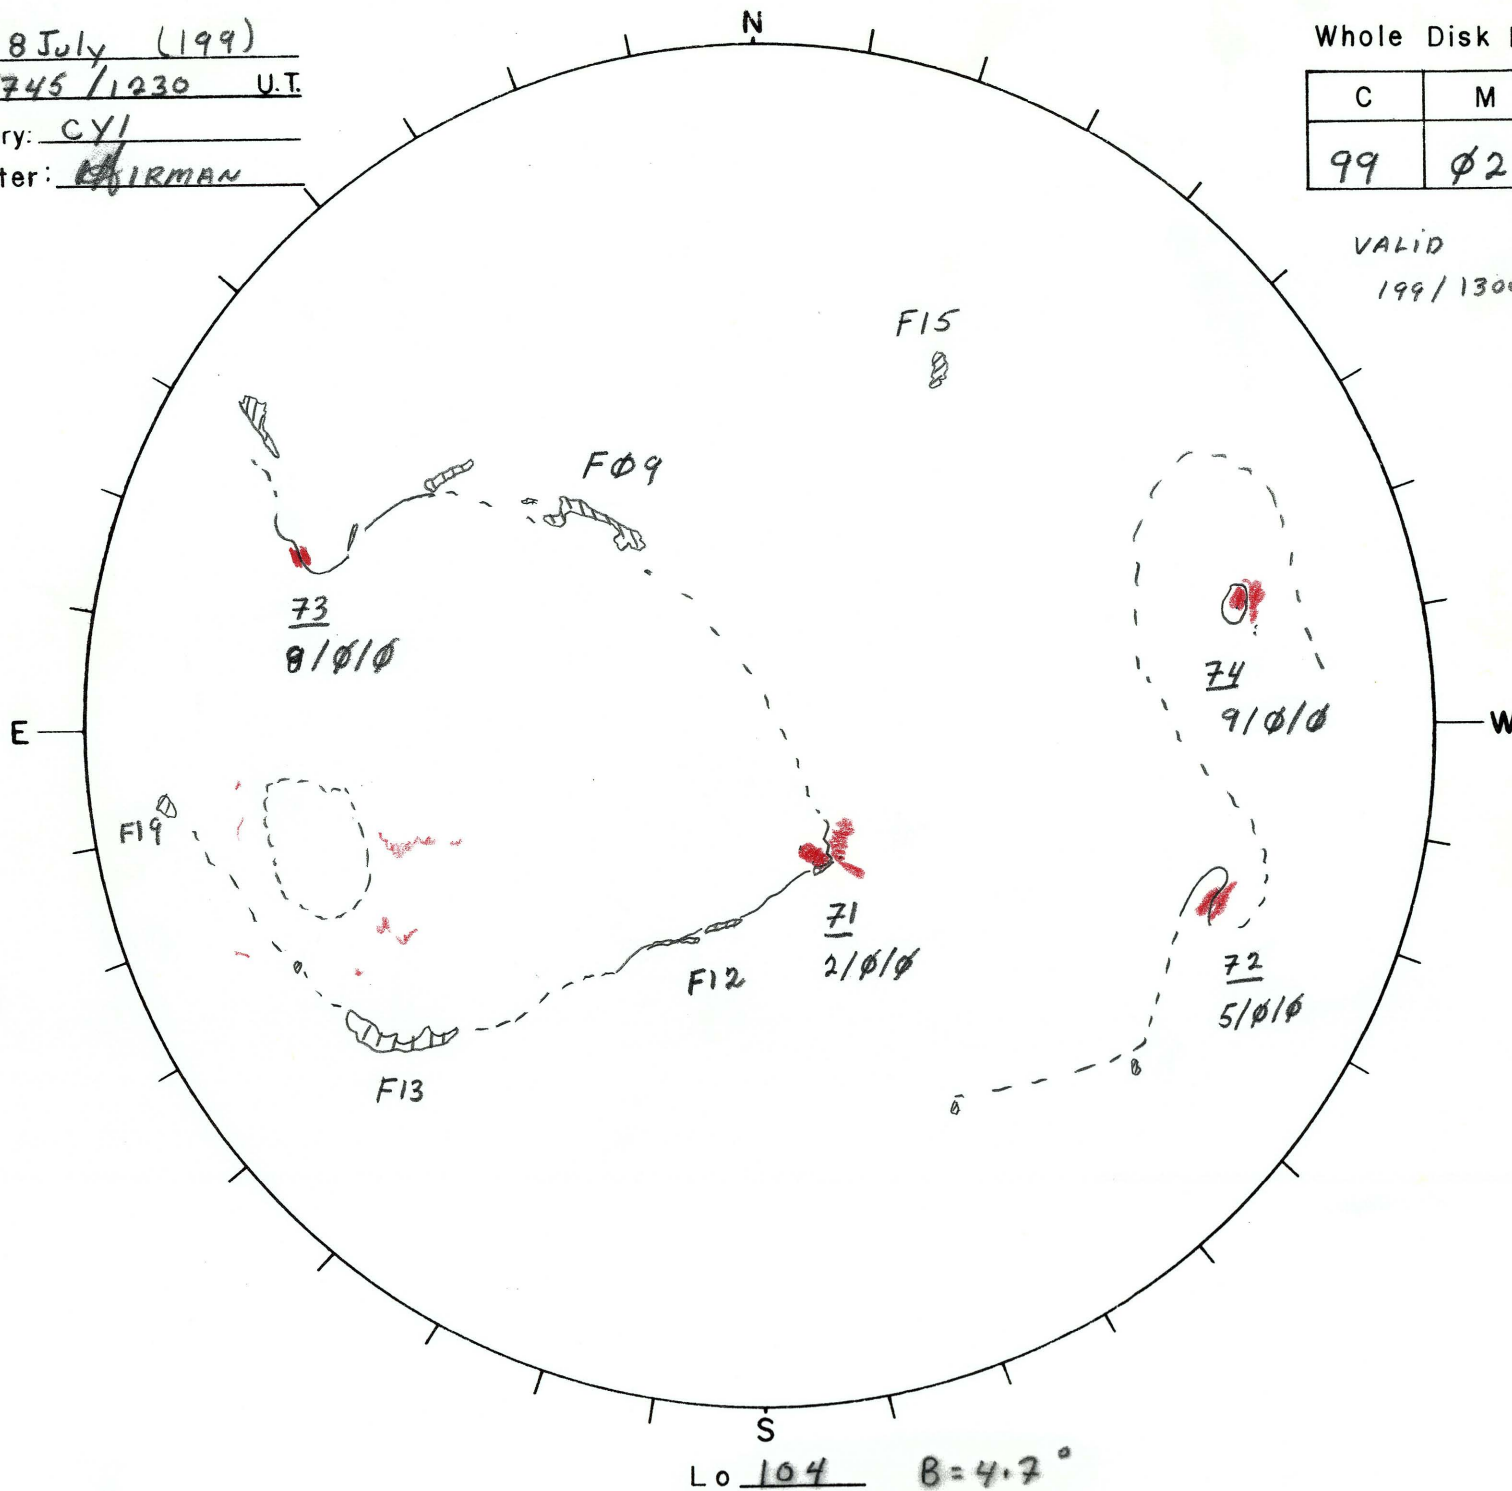 8 July (199)
745 / 1230 U.T.
ry: CYI
ter: IRMAN
N
Whole Disk
C M
99 Ø2
VALID
199 / 130
F15
FØ9
73
8/Ø/Ø
74
9/Ø/Ø
E
W
F19
71
2/Ø/Ø
F12
72
5/Ø/Ø
F13
S
Lo 104 B = 4.7°